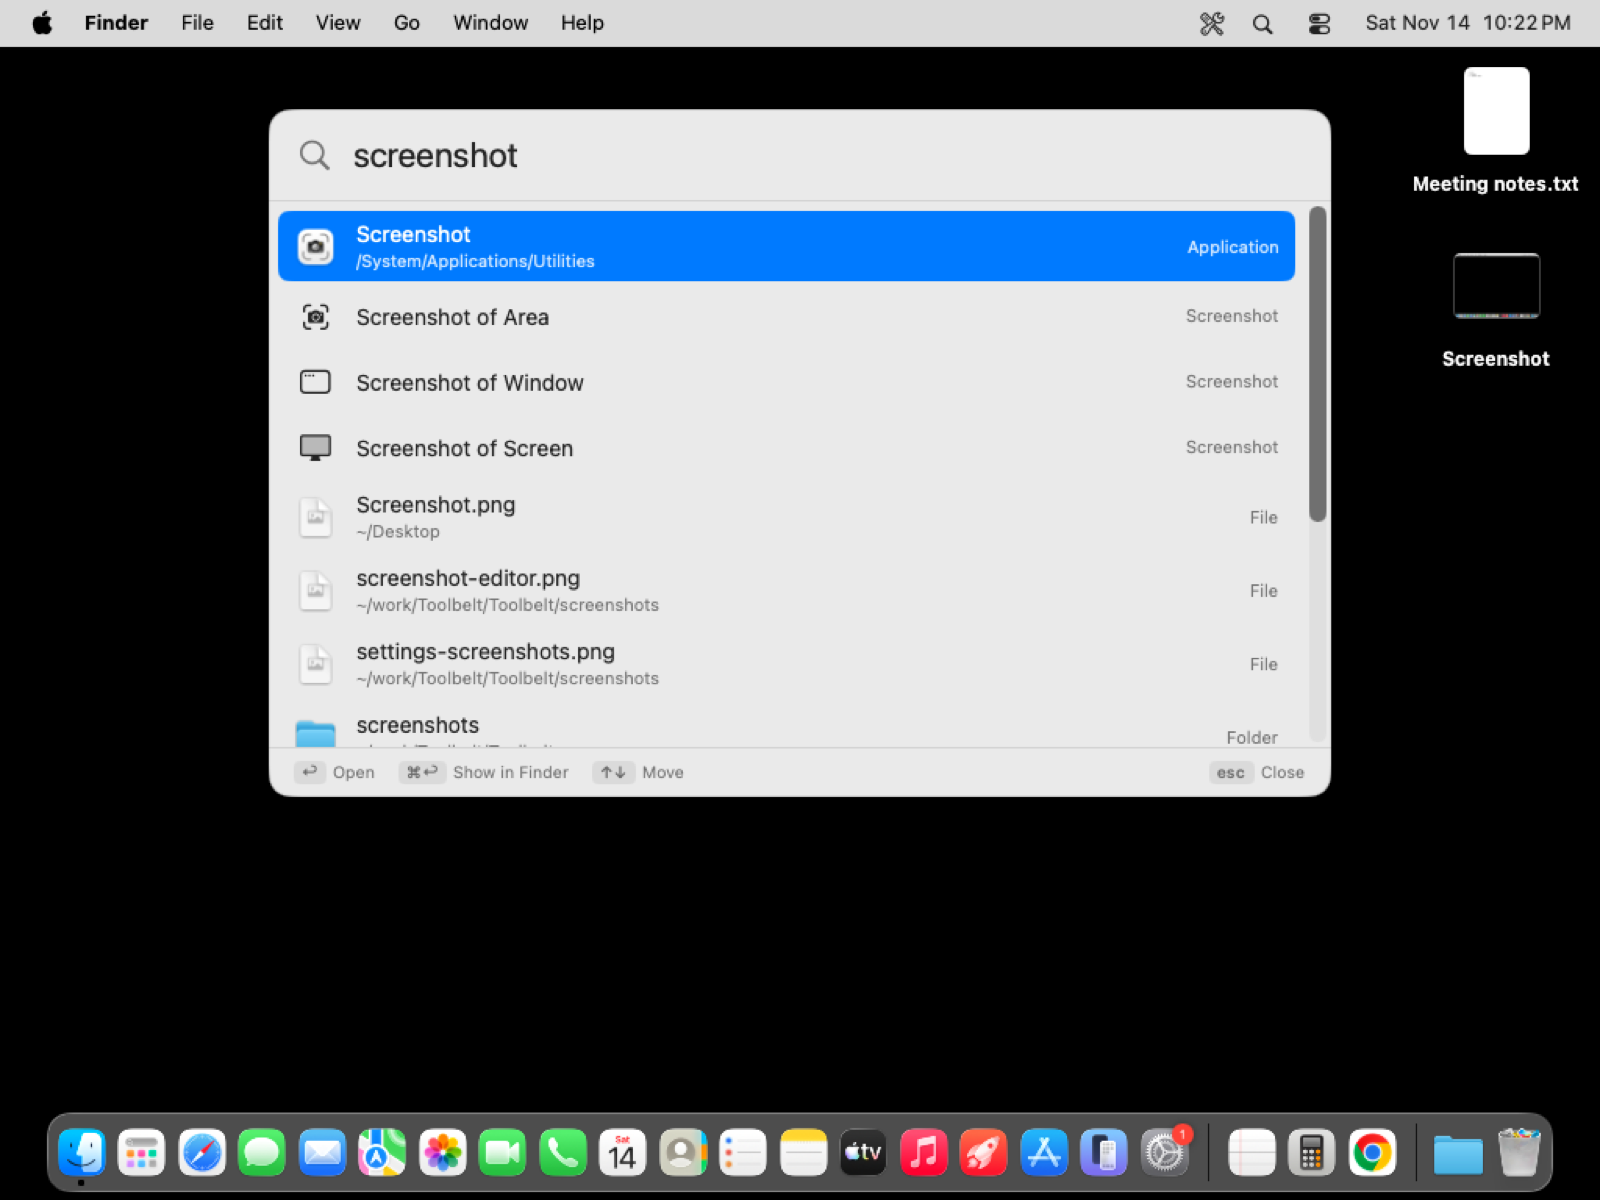 Finder File Edit View Go Window Help Sat Nov 14 10:22 PM
screenshot
Screenshot
/System/Applications/Utilities
Application
Screenshot of Area
Screenshot
Screenshot of Window
Screenshot
Screenshot of Screen
Screenshot
Screenshot.png
~/Desktop
File
screenshot-editor.png
~/work/Toolbelt/Toolbelt/screenshots
File
settings-screenshots.png
~/work/Toolbelt/Toolbelt/screenshots
File
screenshots
Folder
Open ⌘ Show in Finder ↑↓ Move esc Close
Meeting notes.txt
Screenshot
Sat
14
tv
1